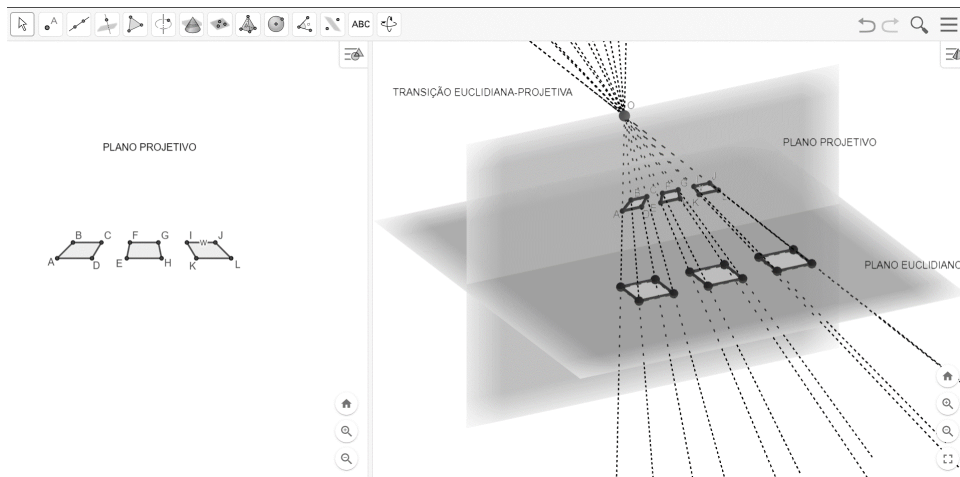 ABC
PLANO PROJETIVO
B C F G I J
W
A D E H K L
TRANSIÇÃO EUCLIDIANA-PROJETIVA
O
PLANO PROJETIVO
A
E
K
J
PLANO EUCLIDIANO